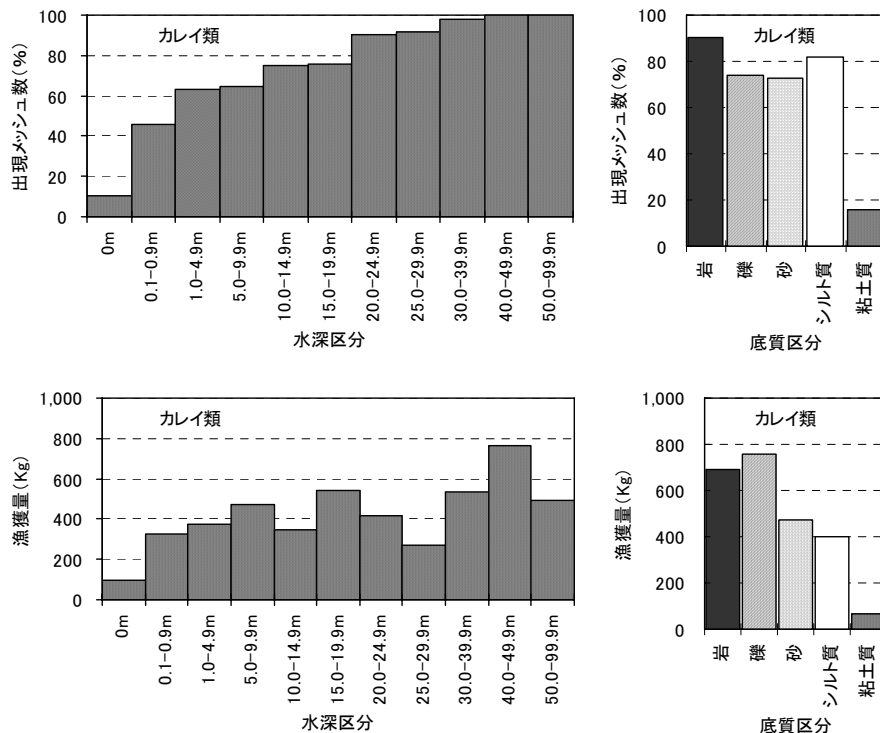 カレイ類
出現メッシュ数(%)
100
80
60
40
20
0
0m
0.1-0.9m
1.0-4.9m
5.0-9.9m
10.0-14.9m
15.0-19.9m
20.0-24.9m
25.0-29.9m
30.0-39.9m
40.0-49.9m
50.0-99.9m
水深区分
カレイ類
出現メッシュ数(%)
100
80
60
40
20
0
岩
礫
砂
シルト質
粘土質
底質区分
カレイ類
漁獲量(Kg)
1,000
800
600
400
200
0
0m
0.1-0.9m
1.0-4.9m
5.0-9.9m
10.0-14.9m
15.0-19.9m
20.0-24.9m
25.0-29.9m
30.0-39.9m
40.0-49.9m
50.0-99.9m
水深区分
カレイ類
漁獲量(Kg)
1,000
800
600
400
200
0
岩
礫
砂
シルト質
粘土質
底質区分